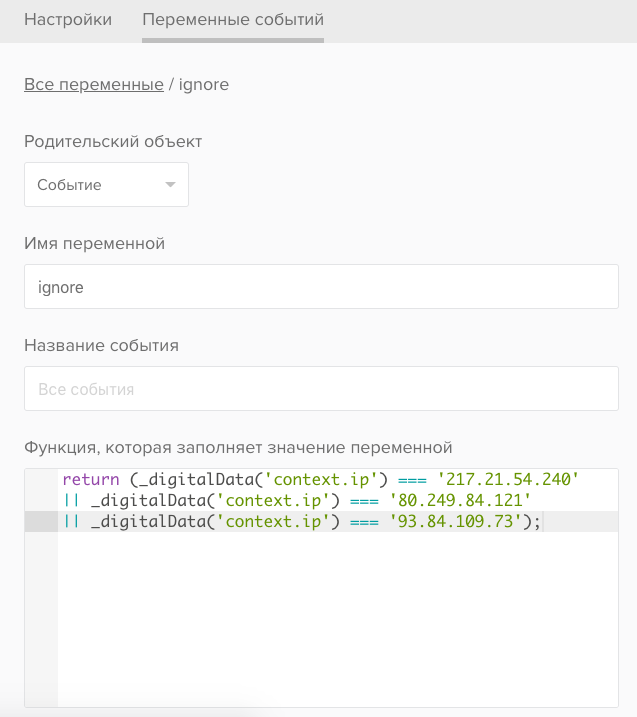 Настройки Переменные событий
Все переменные / ignore
Родительский объект
Событие
Имя переменной
ignore
Название события
Все события
Функция, которая заполняет значение переменной
return (_digitalData('context.ip') === '217.21.54.240'
|| _digitalData('context.ip') === '80.249.84.121'
|| _digitalData('context.ip') === '93.84.109.73');